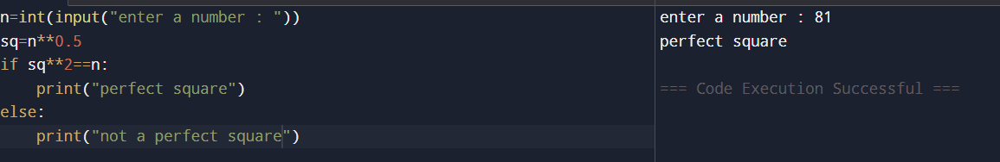 n=int(input("enter a number : "))
sq=n**0.5
if sq**2==n:
    print("perfect square")
else:
    print("not a perfect square")
enter a number : 81
perfect square
=== Code Execution Successful ===